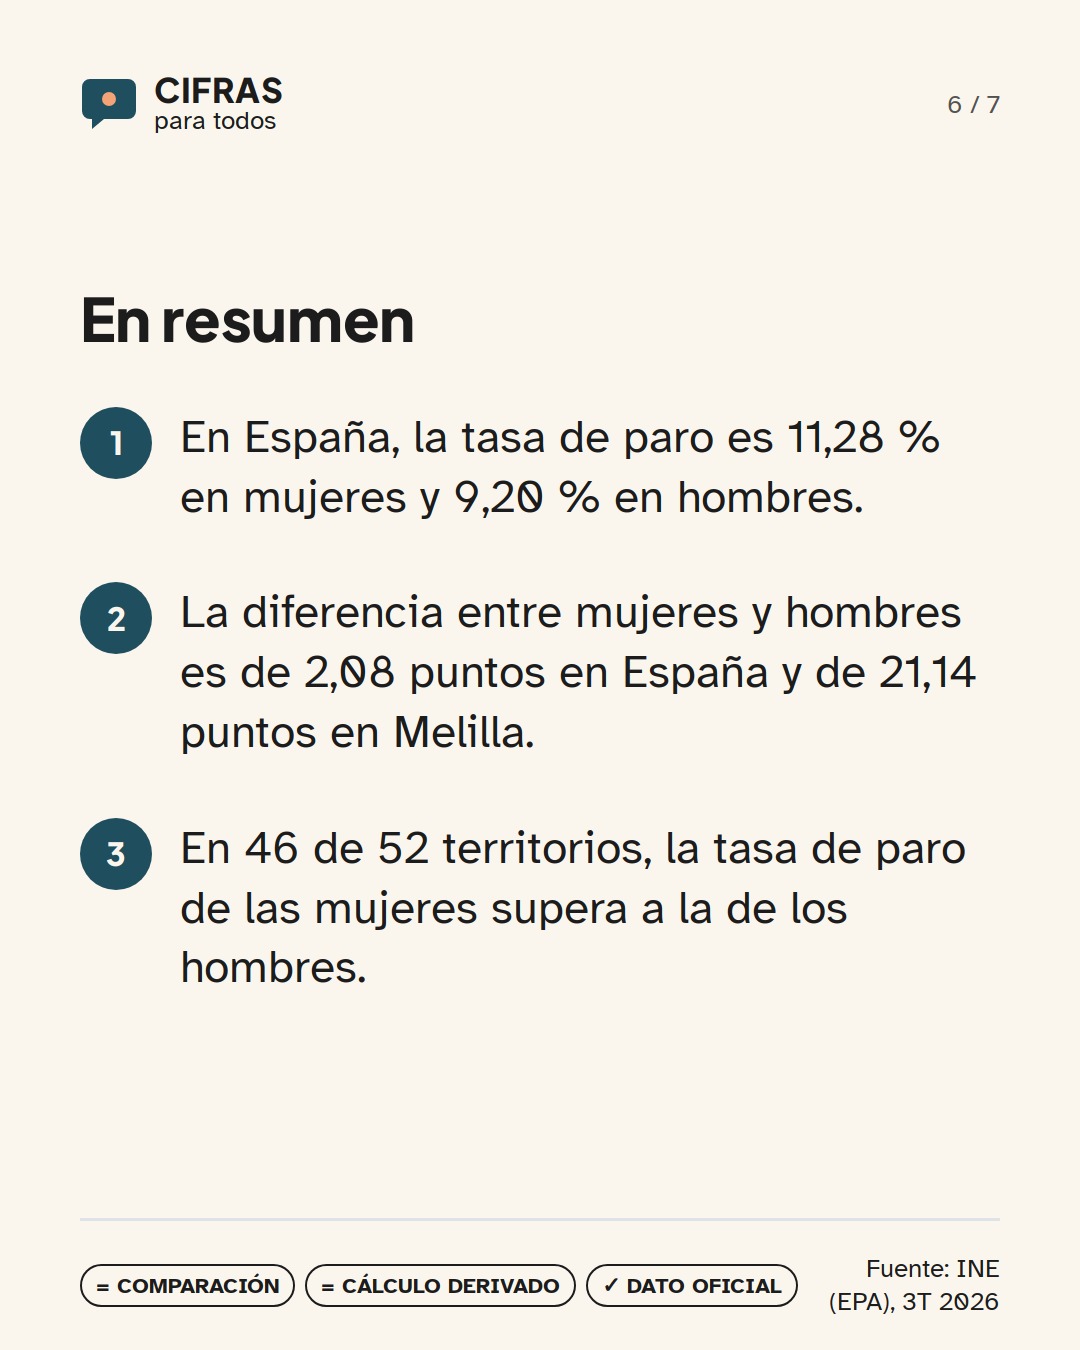 CIFRAS
para todos
6 / 7
En resumen
1
En España, la tasa de paro es 11,28 %
en mujeres y 9,20 % en hombres.
2
La diferencia entre mujeres y hombres
es de 2,08 puntos en España y de 21,14
puntos en Melilla.
3
En 46 de 52 territorios, la tasa de paro
de las mujeres supera a la de los
hombres.
= COMPARACIÓN
= CÁLCULO DERIVADO
✓ DATO OFICIAL
Fuente: INE
(EPA), 3T 2026